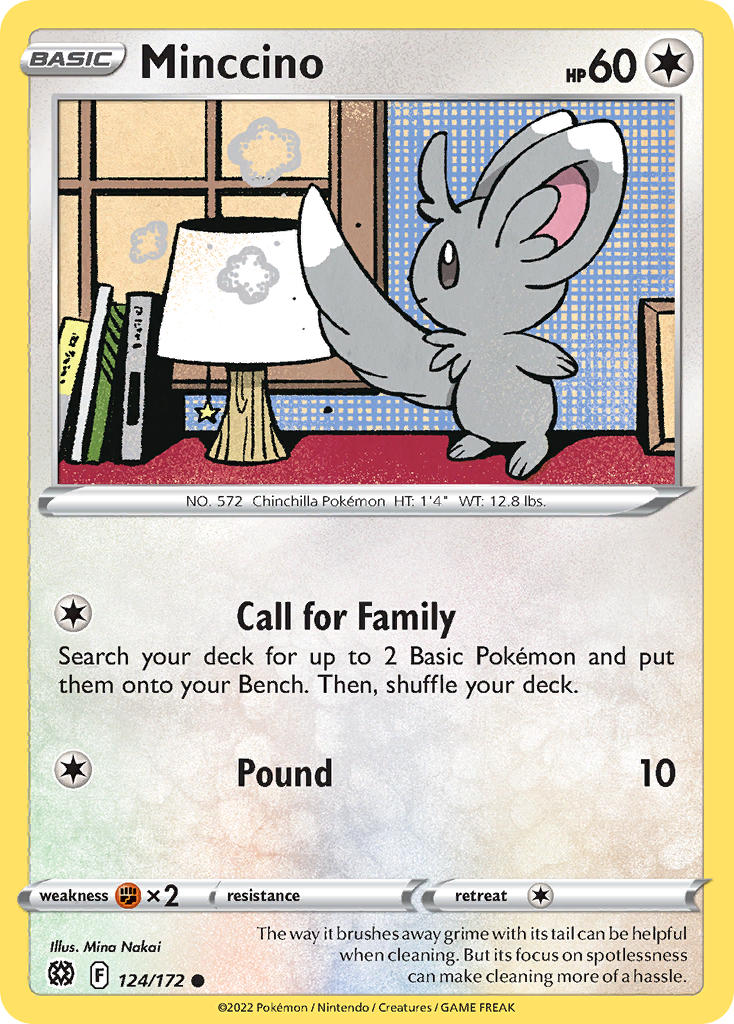 BASIC Minccino HP60
NO. 572 Chinchilla Pokémon HT: 1'4" WT: 12.8 lbs.
Call for Family
Search your deck for up to 2 Basic Pokémon and put
them onto your Bench. Then, shuffle your deck.
Pound 10
weakness ×2 resistance retreat
Illus. Mina Nakai
The way it brushes away grime with its tail can be helpful
when cleaning. But its focus on spotlessness
can make cleaning more of a hassle.
F 124/172
©2022 Pokémon / Nintendo / Creatures / GAME FREAK